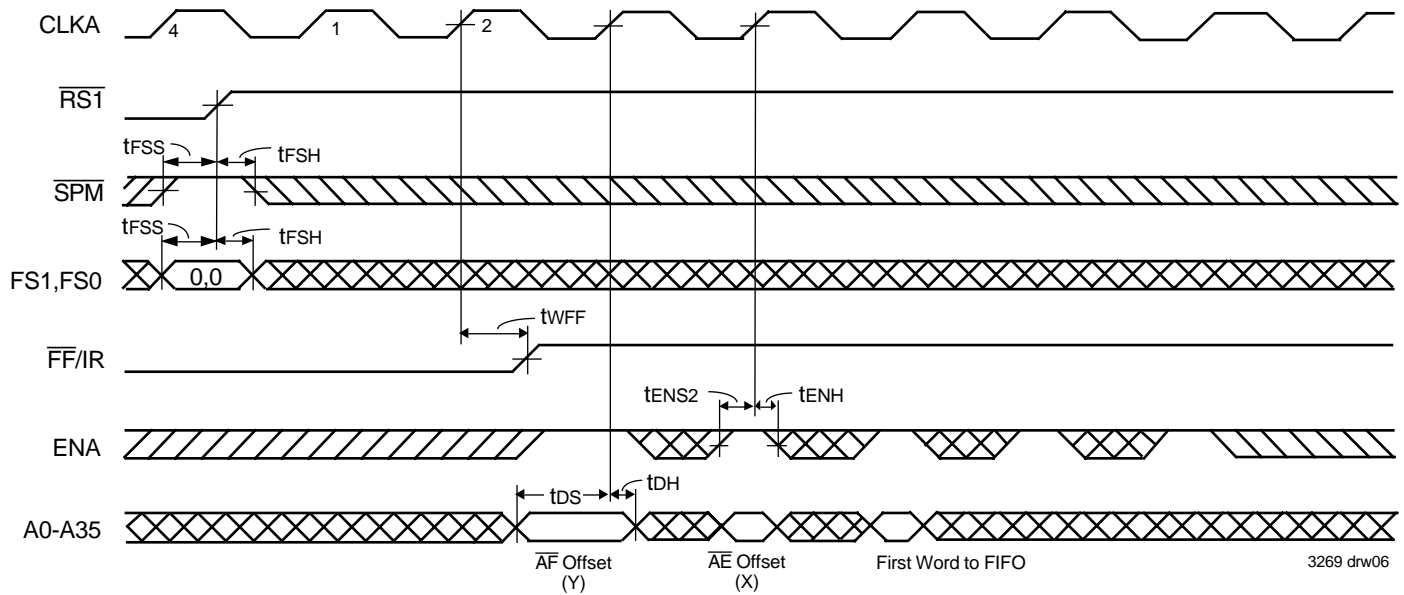 CLKA
4
1
2
RS1
tFSS
tFSH
SPM
tFSS
tFSH
FS1,FS0
0,0
tWFF
FF/IR
tENS2
tENH
ENA
tDS
tDH
A0-A35
AF Offset
(Y)
AE Offset
(X)
First Word to FIFO
3269 drw06